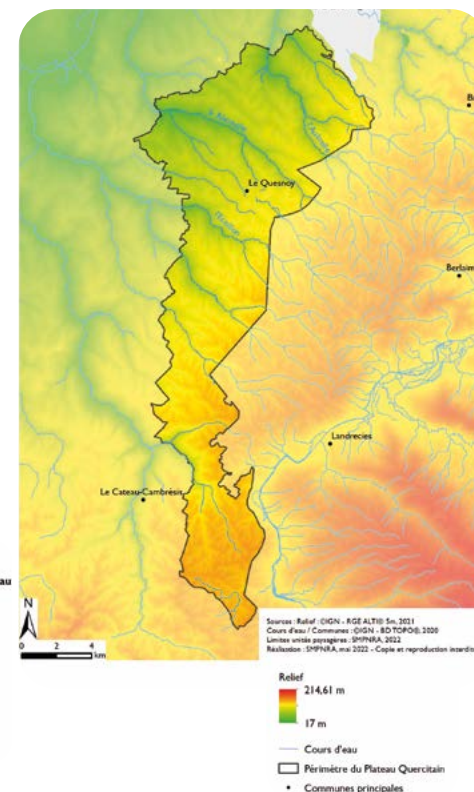 Le Quesnoy
Berlaim
Landrecies
Le Cateau-Cambrésis
au
N
0 2 4
km
Sources : Relief : ©IGN - RGE ALTI® 5m, 2021
Cours d'eau / Communes : ©IGN - BD TOPO®, 2020
Limites unités paysagères : SMPNRA, 2022
Réalisation : SMPNRA, mai 2022 - Copie et reproduction interdite
Relief
214,61 m
17 m
Cours d'eau
Périmètre du Plateau Quercitain
Communes principales